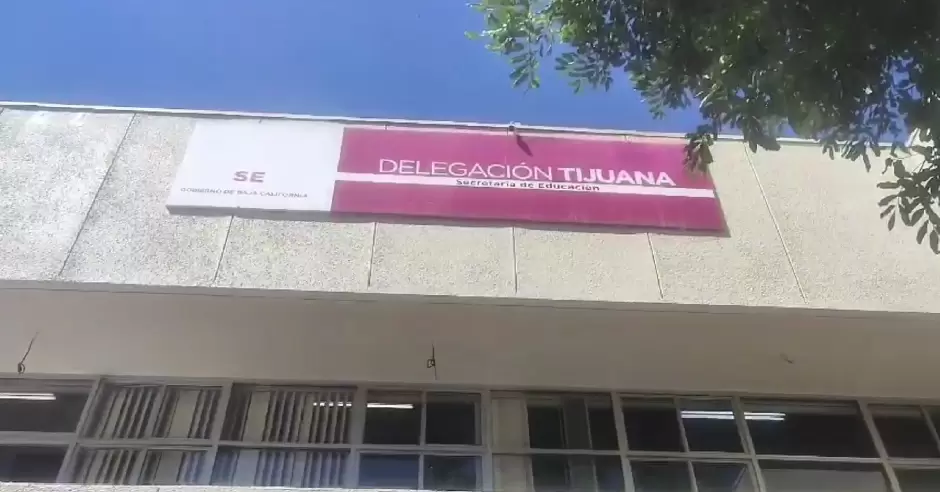 SE
GOBIERNO DE BAJA CALIFORNIA
DELEGACIÓN TIJUANA
Secretaría de Educación